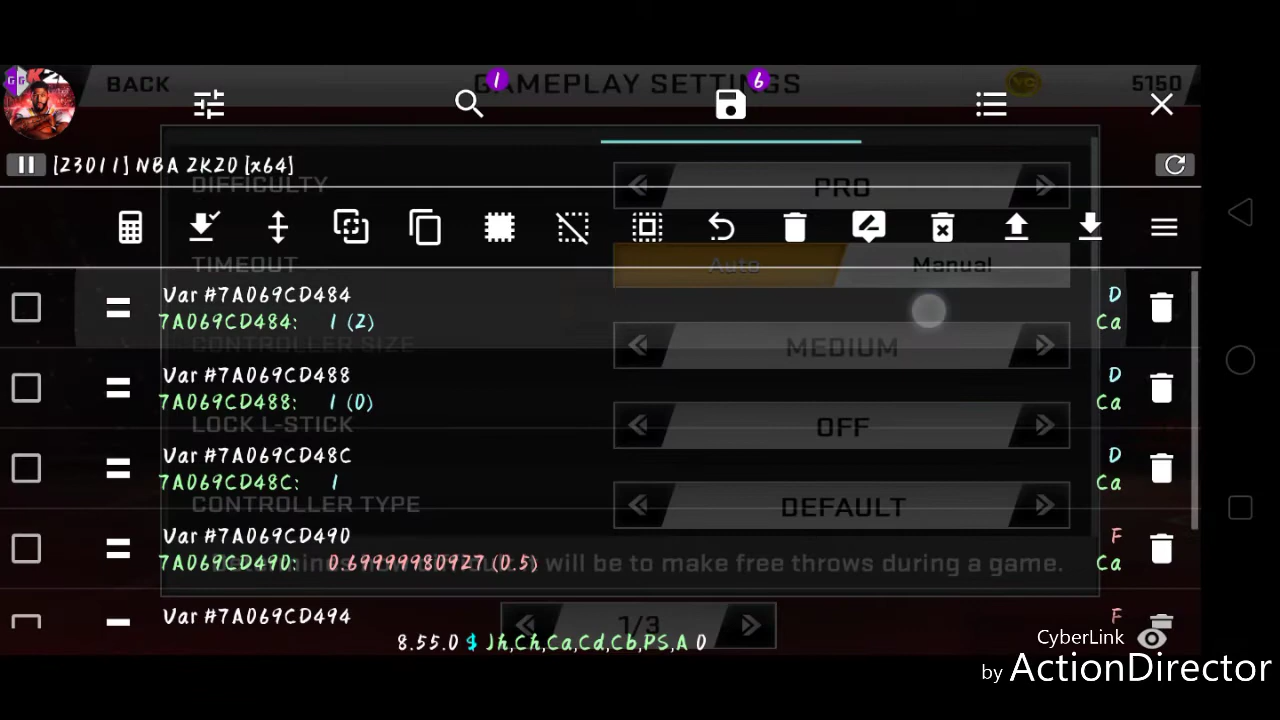 BACK
GAMEPLAY SETTINGS
5150
1
6
[23011] NBA 2K20 [x64]
DIFFICULTY
PRO
TIMEOUT
Auto
Manual
Var #7A069CD484
D
7A069CD484: 1 (2)
Ca
CONTROLLER SIZE
MEDIUM
Var #7A069CD488
D
7A069CD488: 1 (0)
Ca
LOCK L-STICK
OFF
Var #7A069CD48C
D
7A069CD48C: 1
Ca
CONTROLLER TYPE
DEFAULT
Var #7A069CD490
F
7A069CD490: 0.69999980927 (0.5)
Ca
will be to make free throws during a game.
Var #7A069CD494
F
1/3
8.55.0 $ Jh,Ch,Ca,Cd,Cb,PS,A 0
CyberLink
by ActionDirector